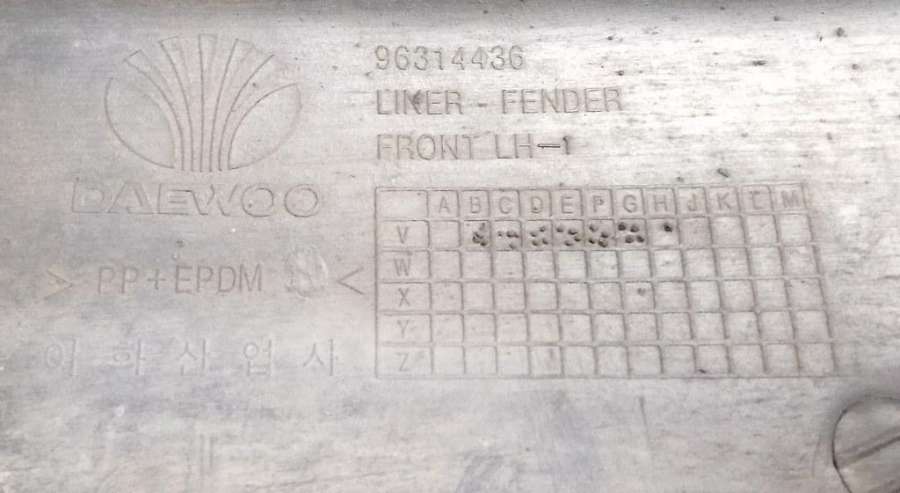 96314436
LINER - FENDER
FRONT LH-1
DAEWOO
>PP+EPDM <
이화산업사
A B C D E P G H J K L M
V
W
X
Y
Z